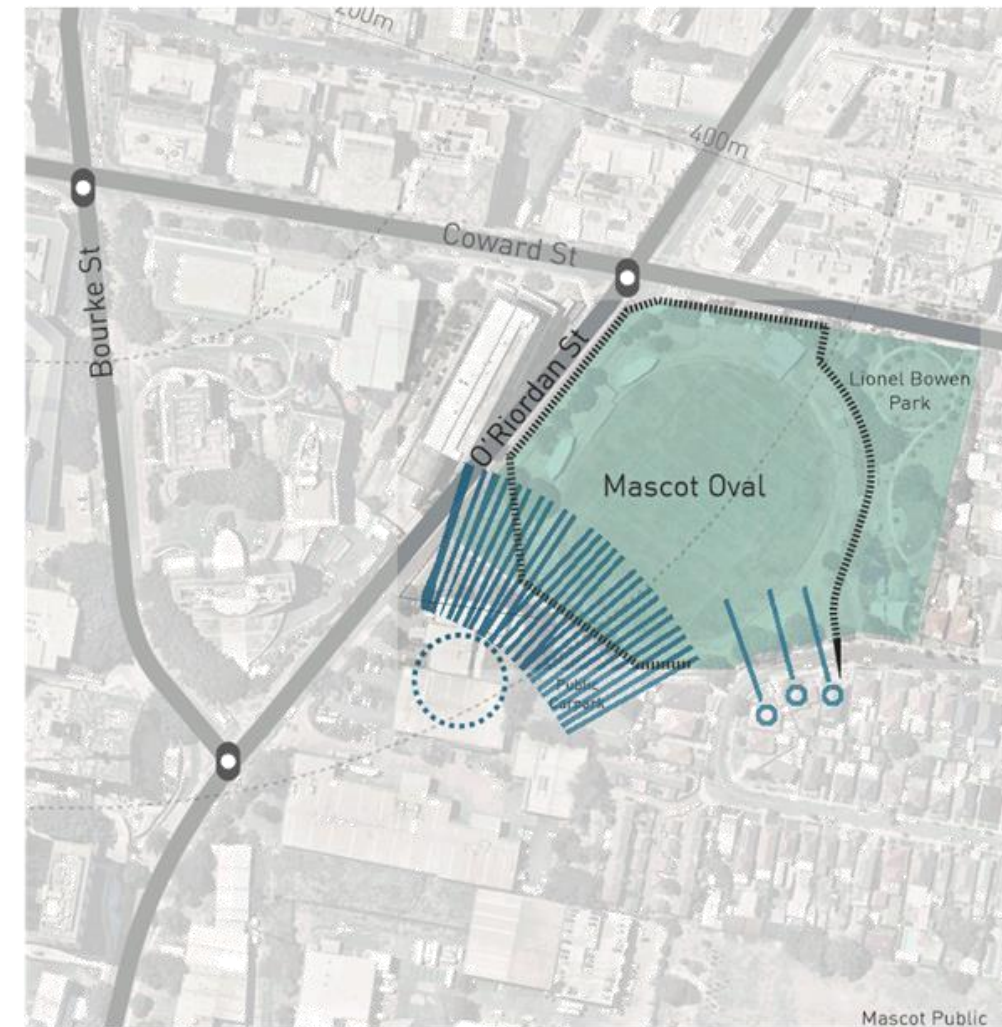 200m
400m
Coward St
Bourke St
O'Riordan St
Lionel Bowen
Park
Mascot Oval
Public
Carpark
Mascot Public